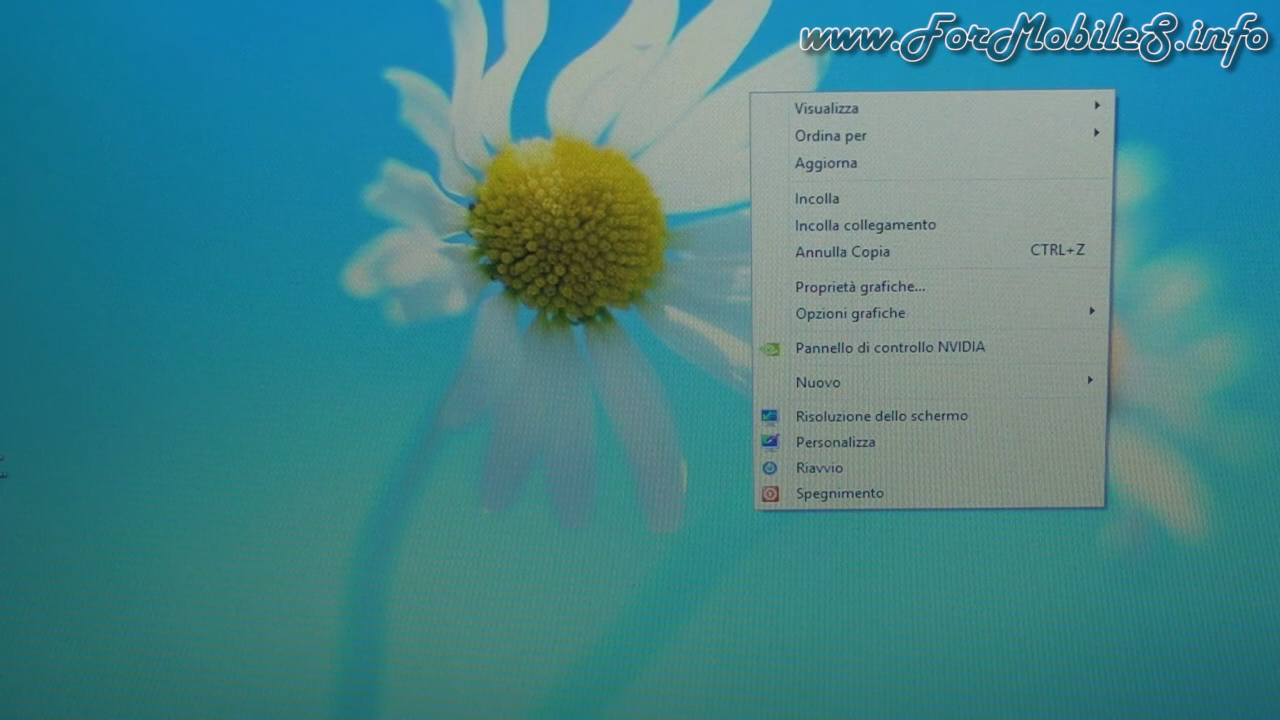 www.ForMobileS.info
Visualizza
Ordina per
Aggiorna
Incolla
Incolla collegamento
Annulla Copia CTRL+Z
Proprietà grafiche...
Opzioni grafiche
Pannello di controllo NVIDIA
Nuovo
Risoluzione dello schermo
Personalizza
Riavvio
Spegnimento